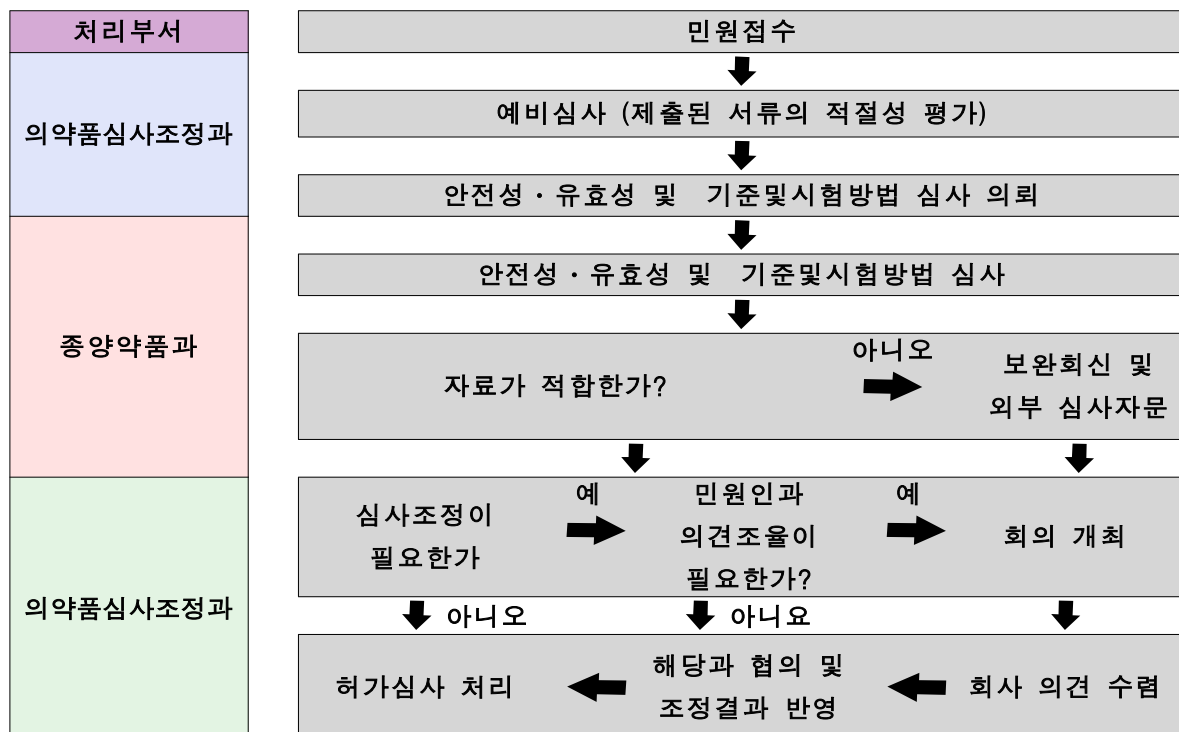 처리부서
민원접수
의약품심사조정과
예비심사 (제출된 서류의 적절성 평가)
안전성·유효성 및 기준및시험방법 심사 의뢰
종양약품과
안전성·유효성 및 기준및시험방법 심사
자료가 적합한가?
아니오
보완회신 및
외부 심사자문
의약품심사조정과
심사조정이
필요한가
예
민원인과
의견조율이
필요한가?
예
회의 개최
아니오
아니요
허가심사 처리
해당과 협의 및
조정결과 반영
회사 의견 수렴